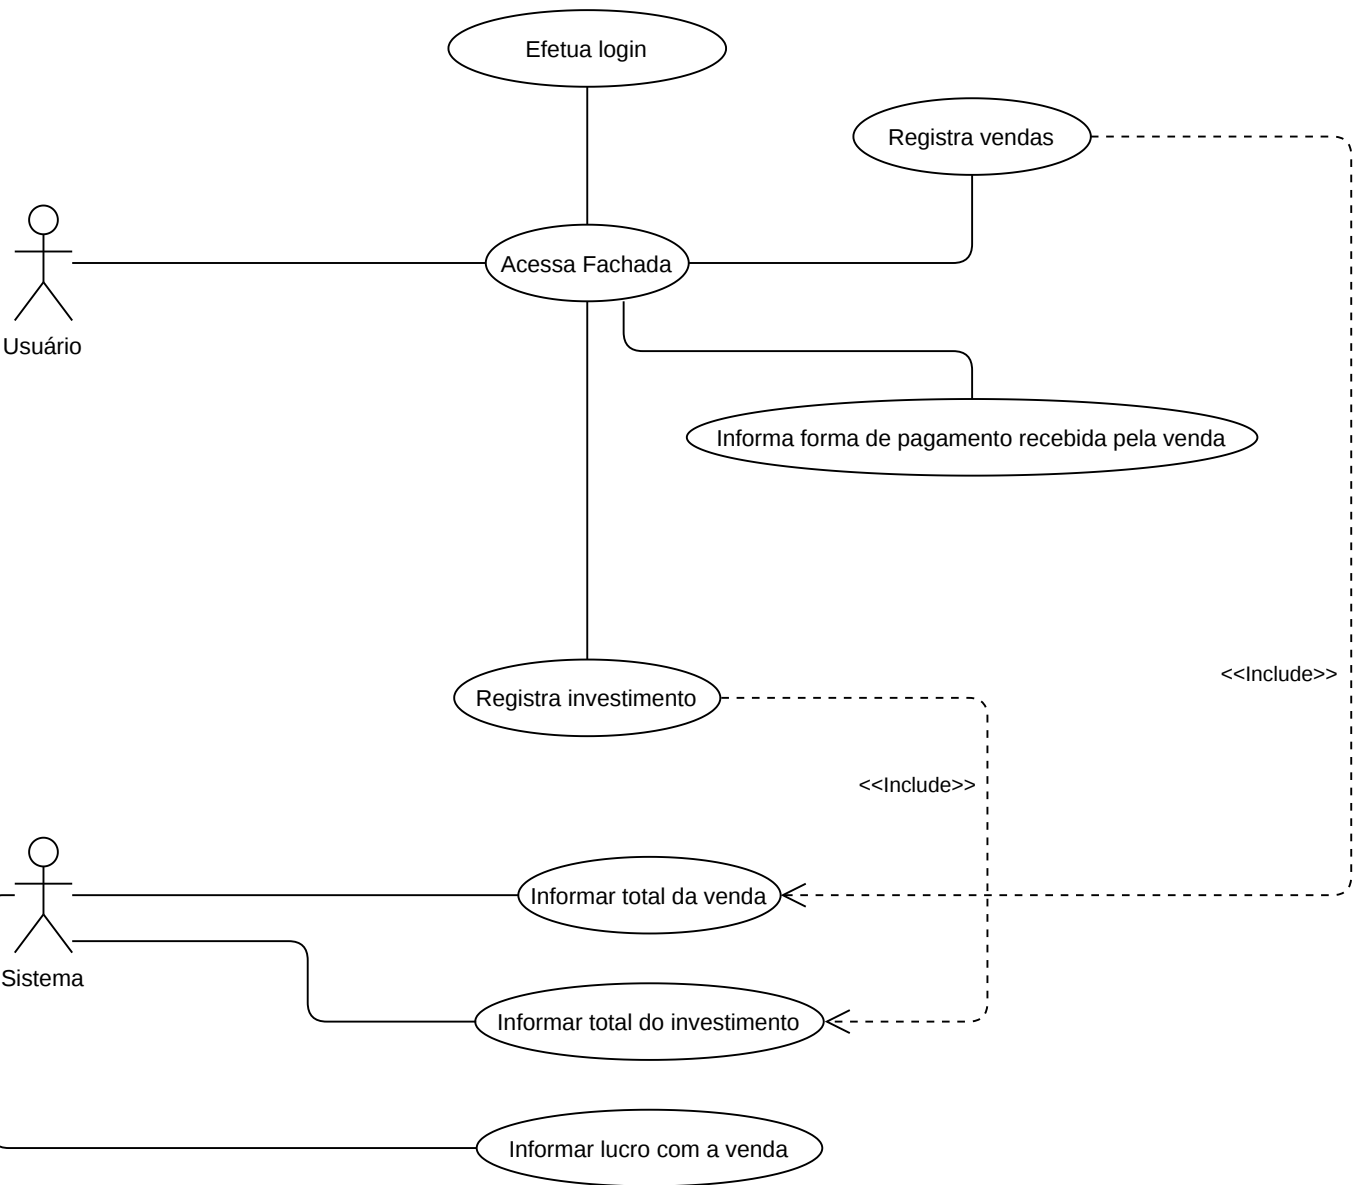 Efetua login
Registra vendas
Acessa Fachada
Usuário
Informa forma de pagamento recebida pela venda
<<Include>>
Registra investimento
<<Include>>
Informar total da venda
Sistema
Informar total do investimento
Informar lucro com a venda